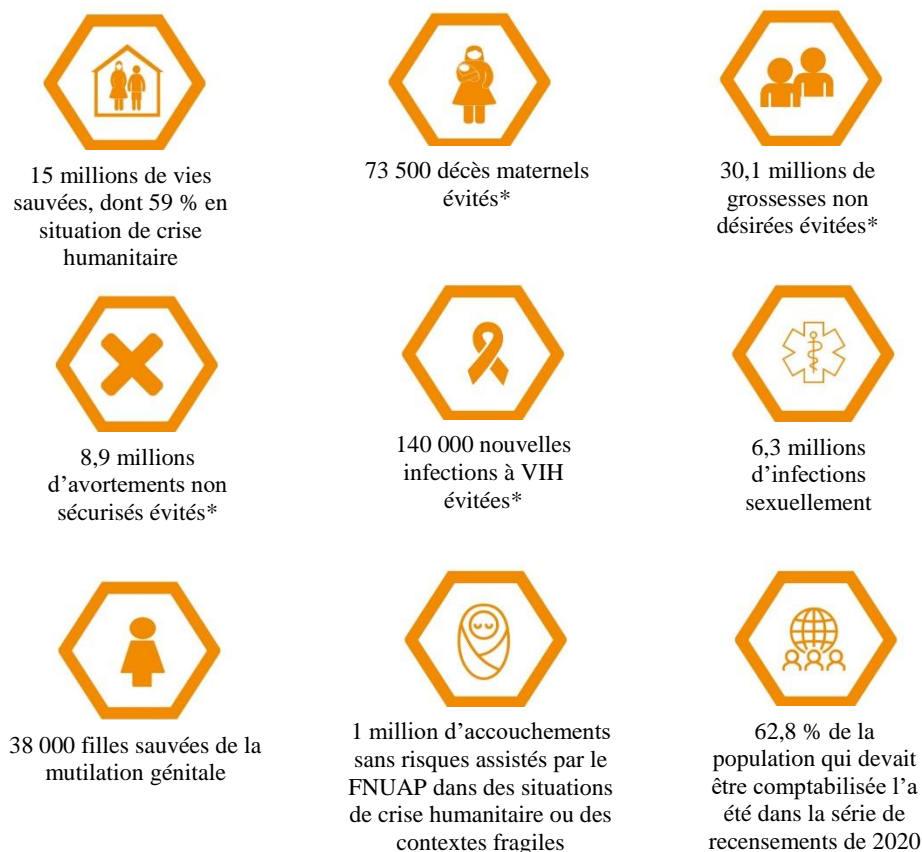 15 millions de vies
sauvées, dont 59 % en
situation de crise
humanitaire
73 500 décès maternels
évités*
30,1 millions de
grossesses non
désirées évitées*
8,9 millions
d’avortements non
sécurisés évités*
140 000 nouvelles
infections à VIH
évitées*
6,3 millions
d’infections
sexuellement
38 000 filles sauvées de la
mutilation génitale
1 million d’accouchements
sans risques assistés par le
FNUAP dans des situations
de crise humanitaire ou des
contextes fragiles
62,8 % de la
population qui devait
être comptabilisée l’a
été dans la série de
recensements de 2020